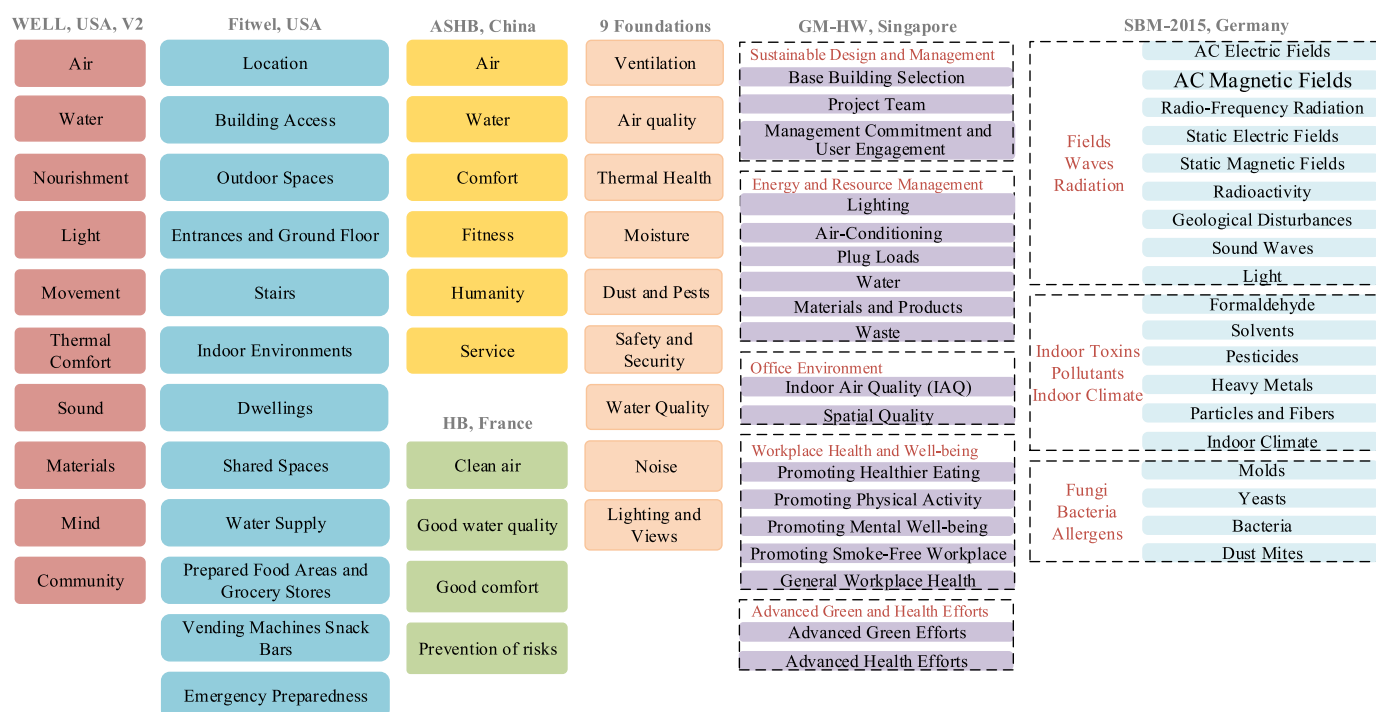 WELL, USA, V2
Air
Water
Nourishment
Light
Movement
Thermal
Comfort
Sound
Materials
Mind
Community
Fitwel, USA
Location
Building Access
Outdoor Spaces
Entrances and Ground Floor
Stairs
Indoor Environments
Dwellings
Shared Spaces
Water Supply
Prepared Food Areas and
Grocery Stores
Vending Machines Snack
Bars
Emergency Preparedness
ASHB, China
Air
Water
Comfort
Fitness
Humanity
Service
HB, France
Clean air
Good water quality
Good comfort
Prevention of risks
9 Foundations
Ventilation
Air quality
Thermal Health
Moisture
Dust and Pests
Safety and
Security
Water Quality
Noise
Lighting and
Views
GM-HW, Singapore
Sustainable Design and Management
Base Building Selection
Project Team
Management Commitment and
User Engagement
Energy and Resource Management
Lighting
Air-Conditioning
Plug Loads
Water
Materials and Products
Waste
Office Environment
Indoor Air Quality (IAQ)
Spatial Quality
Workplace Health and Well-being
Promoting Healthier Eating
Promoting Physical Activity
Promoting Mental Well-being
Promoting Smoke-Free Workplace
General Workplace Health
Advanced Green and Health Efforts
Advanced Green Efforts
Advanced Health Efforts
SBM-2015, Germany
Fields
Waves
Radiation
AC Electric Fields
AC Magnetic Fields
Radio-Frequency Radiation
Static Electric Fields
Static Magnetic Fields
Radioactivity
Geological Disturbances
Sound Waves
Light
Indoor Toxins
Pollutants
Indoor Climate
Formaldehyde
Solvents
Pesticides
Heavy Metals
Particles and Fibers
Indoor Climate
Fungi
Bacteria
Allergens
Molds
Yeasts
Bacteria
Dust Mites